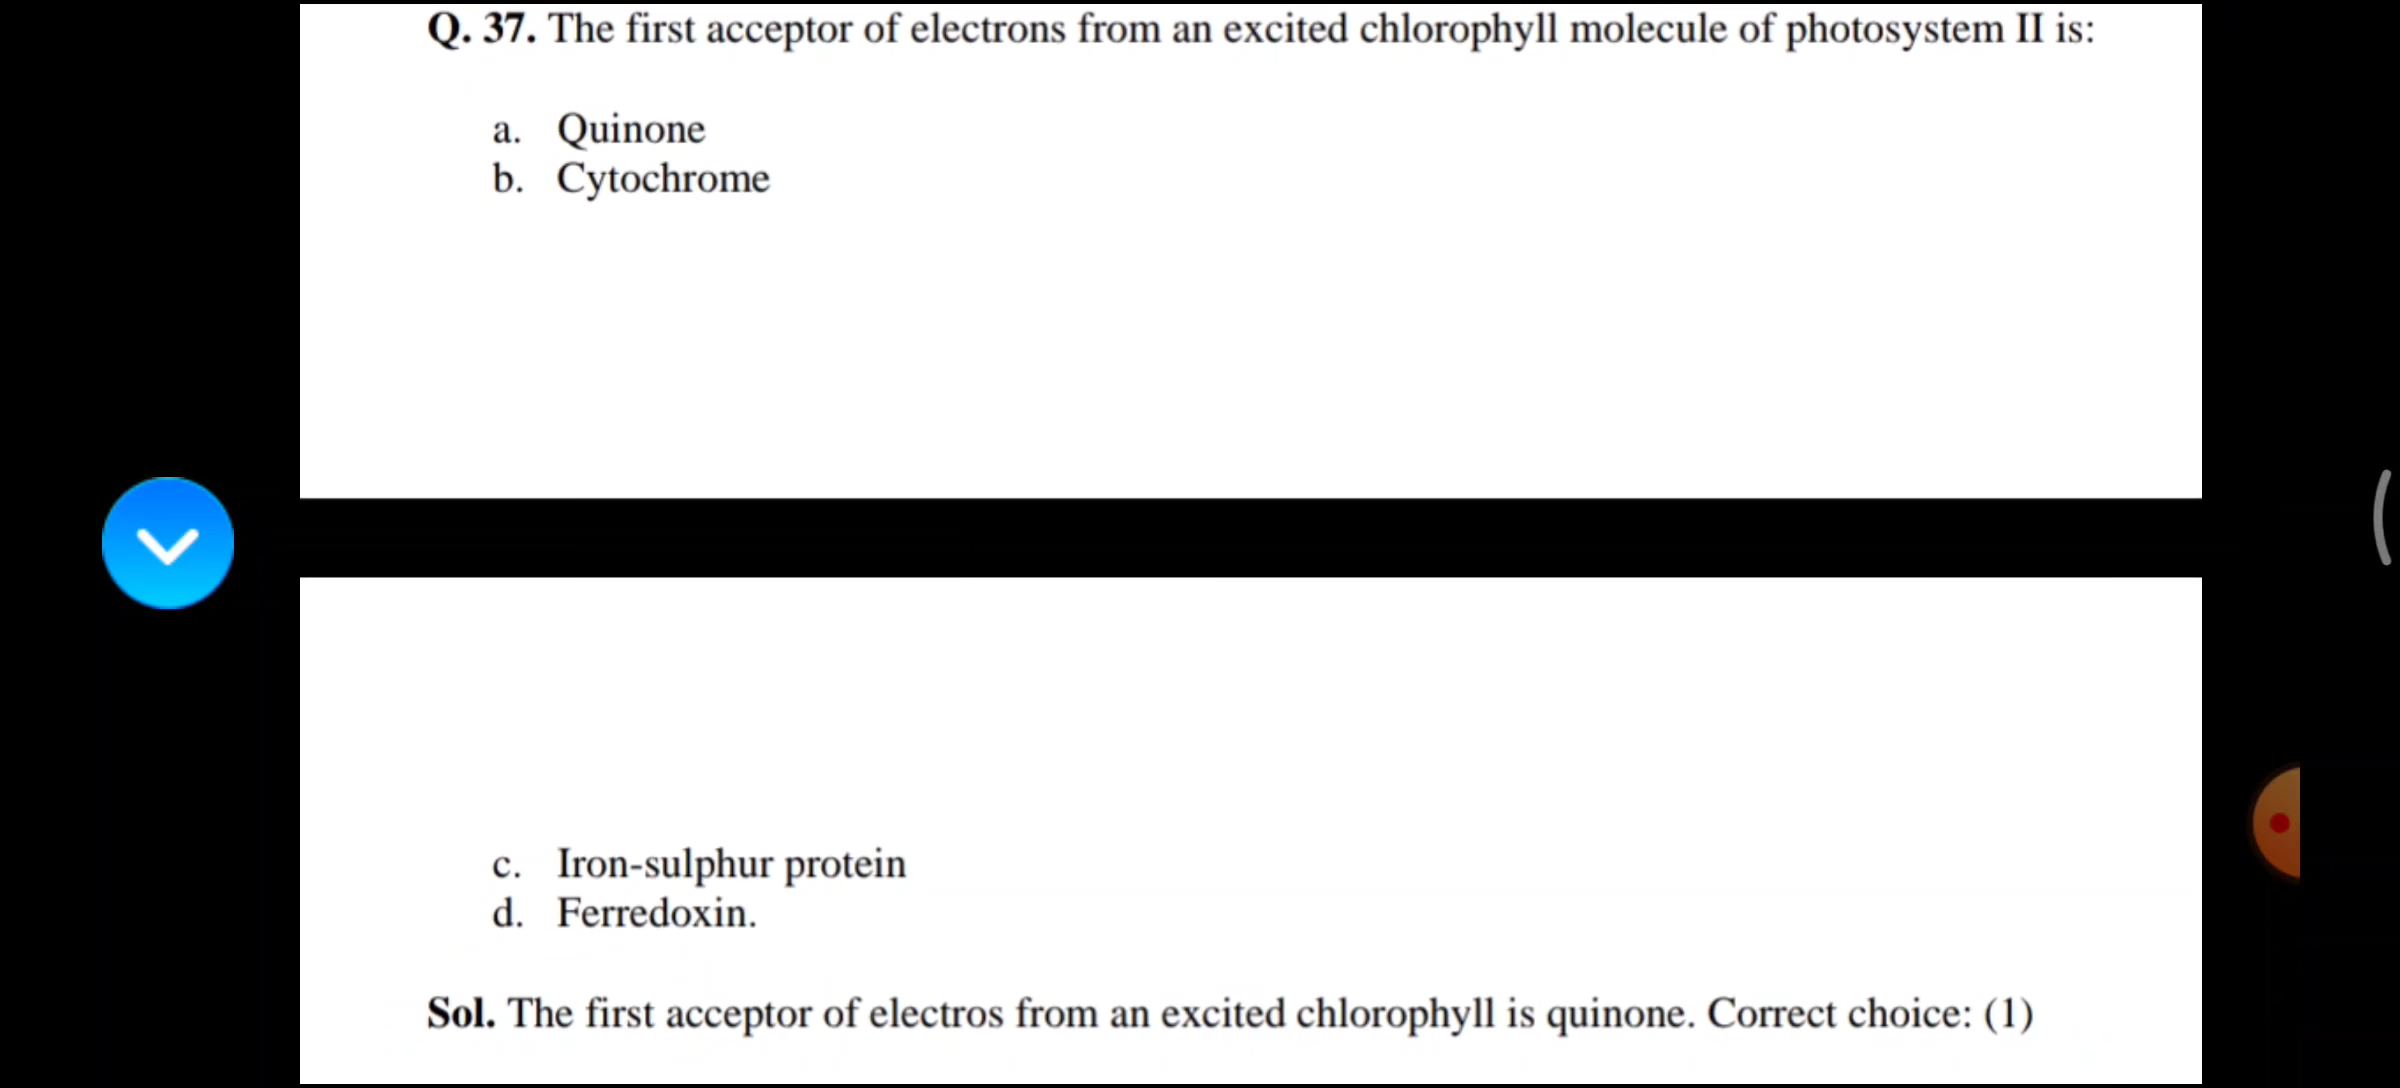 Q. 37. The first acceptor of electrons from an excited chlorophyll molecule of photosystem II is:
a. Quinone
b. Cytochrome
c. Iron-sulphur protein
d. Ferredoxin.
Sol. The first acceptor of electros from an excited chlorophyll is quinone. Correct choice: (1)